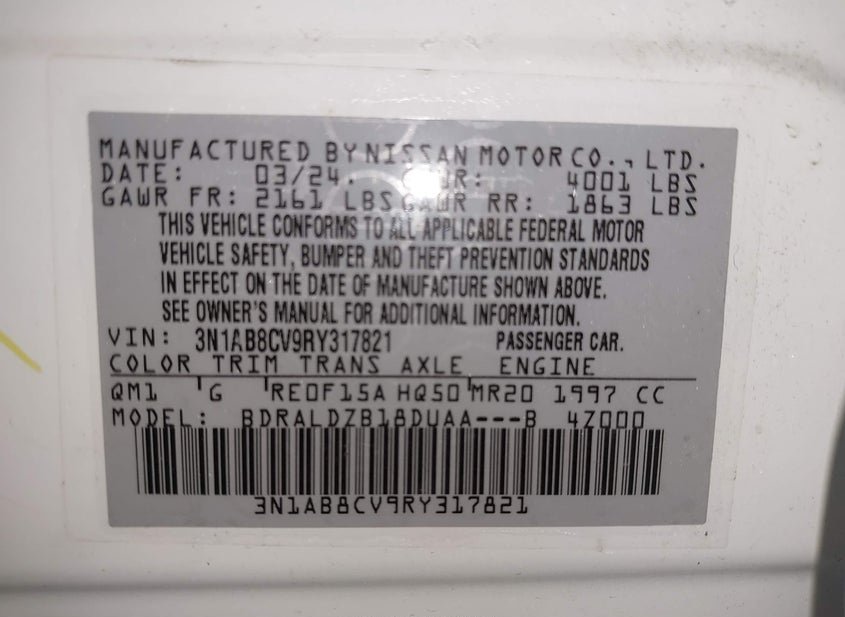 MANUFACTURED BY NISSAN MOTOR CO., LTD.
DATE: 03/24. 4001 LBS
GAWR FR: 2161 LBS GAWR RR: 1863 LBS
THIS VEHICLE CONFORMS TO ALL APPLICABLE FEDERAL MOTOR
VEHICLE SAFETY, BUMPER AND THEFT PREVENTION STANDARDS
IN EFFECT ON THE DATE OF MANUFACTURE SHOWN ABOVE.
SEE OWNER'S MANUAL FOR ADDITIONAL INFORMATION.
VIN: 3N1AB8CV9RY317821 PASSENGER CAR.
COLOR TRIM TRANS AXLE ENGINE
QM1 G RE0F15A HQ50 MR20 1997 CC
MODEL: BDRALDZB18DUAA---B 4Z000
3N1AB8CV9RY317821